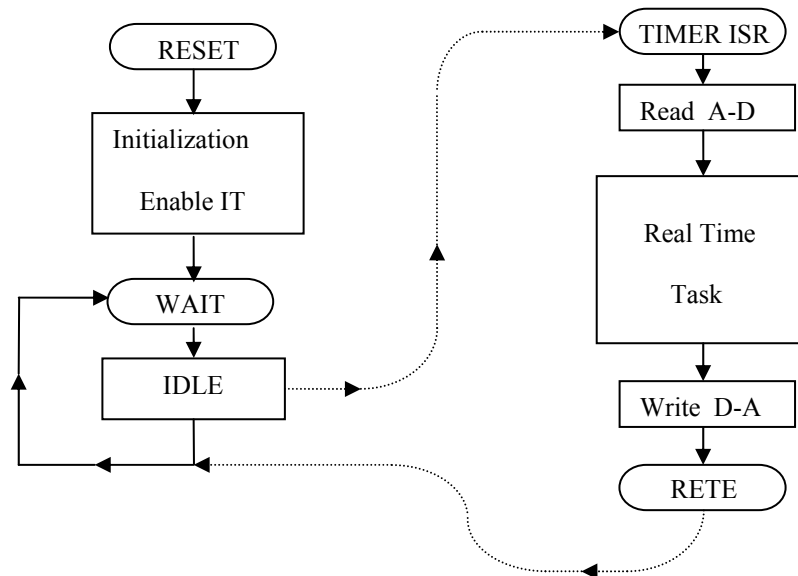 RESET
Initialization
Enable IT
WAIT
IDLE
TIMER ISR
Read A-D
Real Time
Task
Write D-A
RETE